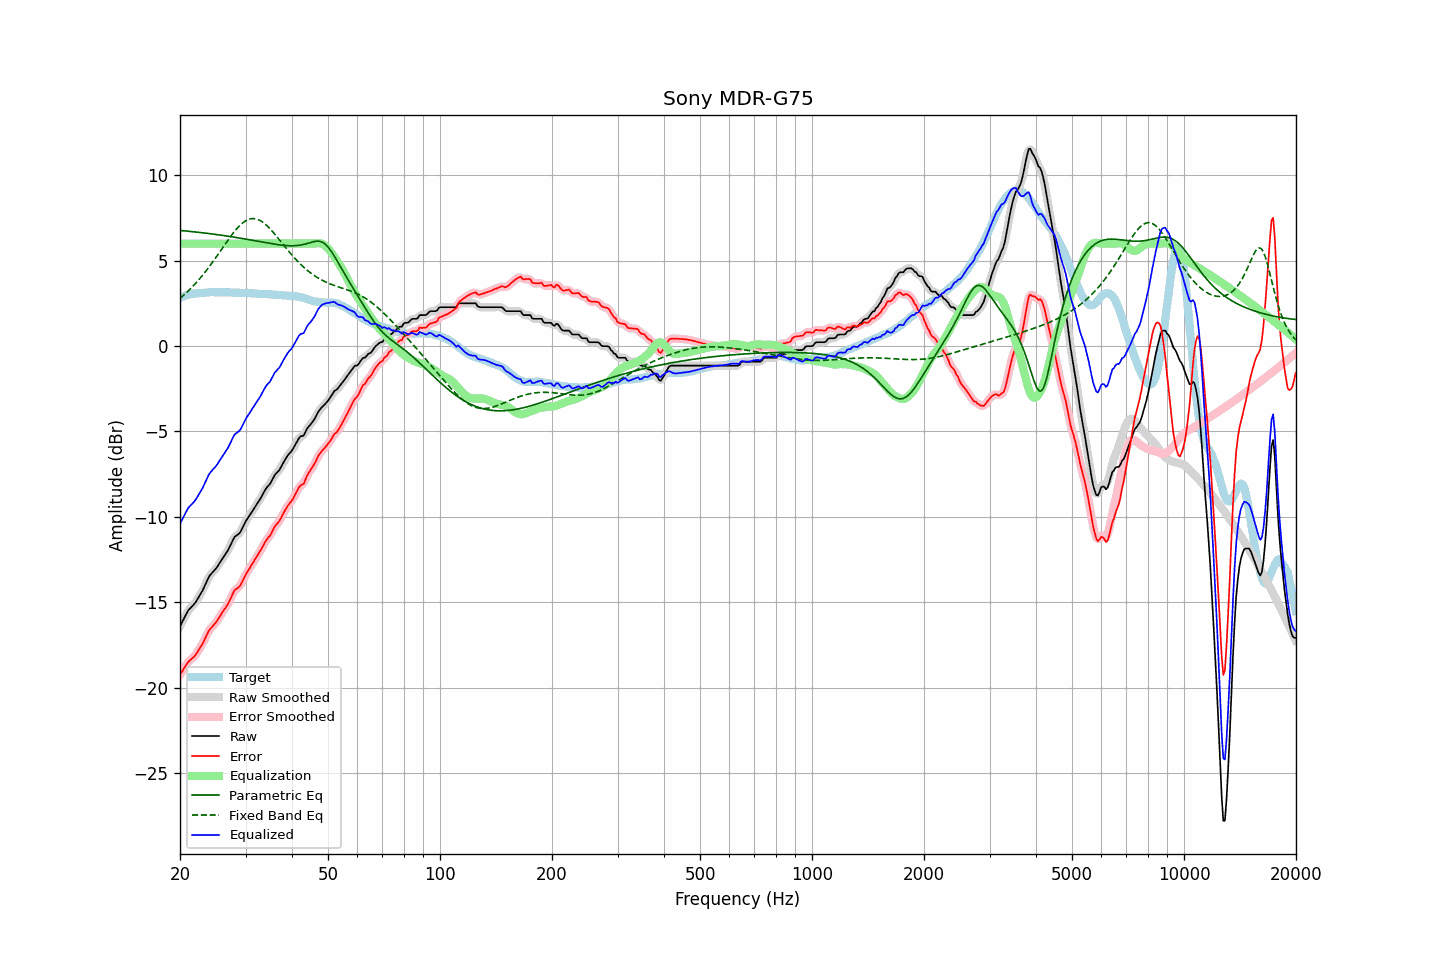 Sony MDR-G75
Amplitude (dBr)
10
5
0
−5
−10
−15
−20
−25
Target
Raw Smoothed
Error Smoothed
Raw
Error
Equalization
Parametric Eq
Fixed Band Eq
Equalized
20 50 100 200 500 1000 2000 5000 10000 20000
Frequency (Hz)